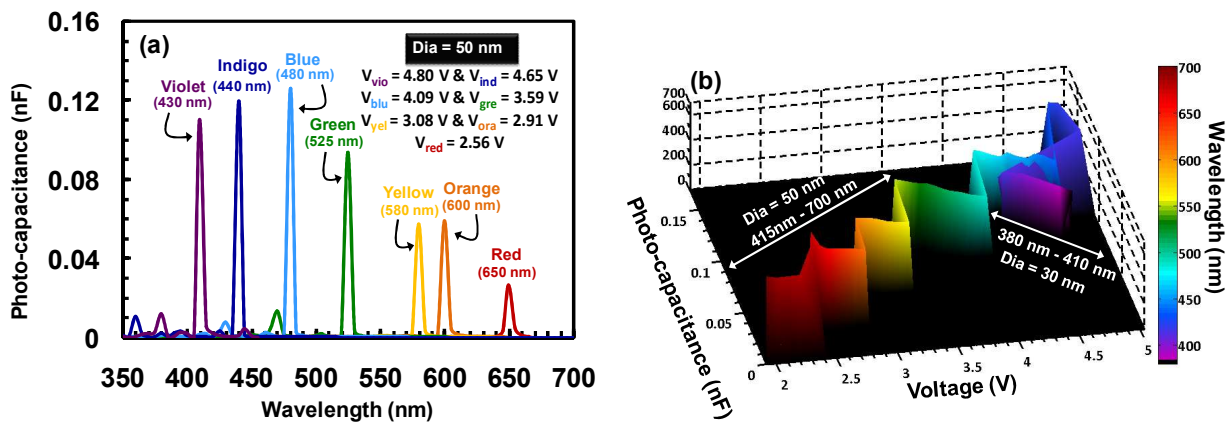 (a)
Dia = 50 nm
V_vio = 4.80 V & V_ind = 4.65 V
V_blu = 4.09 V & V_gre = 3.59 V
V_yel = 3.08 V & V_ora = 2.91 V
V_red = 2.56 V
Violet
(430 nm)
Indigo
(440 nm)
Blue
(480 nm)
Green
(525 nm)
Yellow
(580 nm)
Orange
(600 nm)
Red
(650 nm)
Photo-capacitance (nF)
0.16
0.12
0.08
0.04
0
350 400 450 500 550 600 650 700
Wavelength (nm)
(b)
700
600
400
200
0
Photo-capacitance (nF)
0.15
0.1
0.05
0
Dia = 50 nm
415nm - 700 nm
380 nm - 410 nm
Dia = 30 nm
2 2.5 3 3.5 4 4.5 5
Voltage (V)
700
650
600
550
500
450
400
Wavelength (nm)